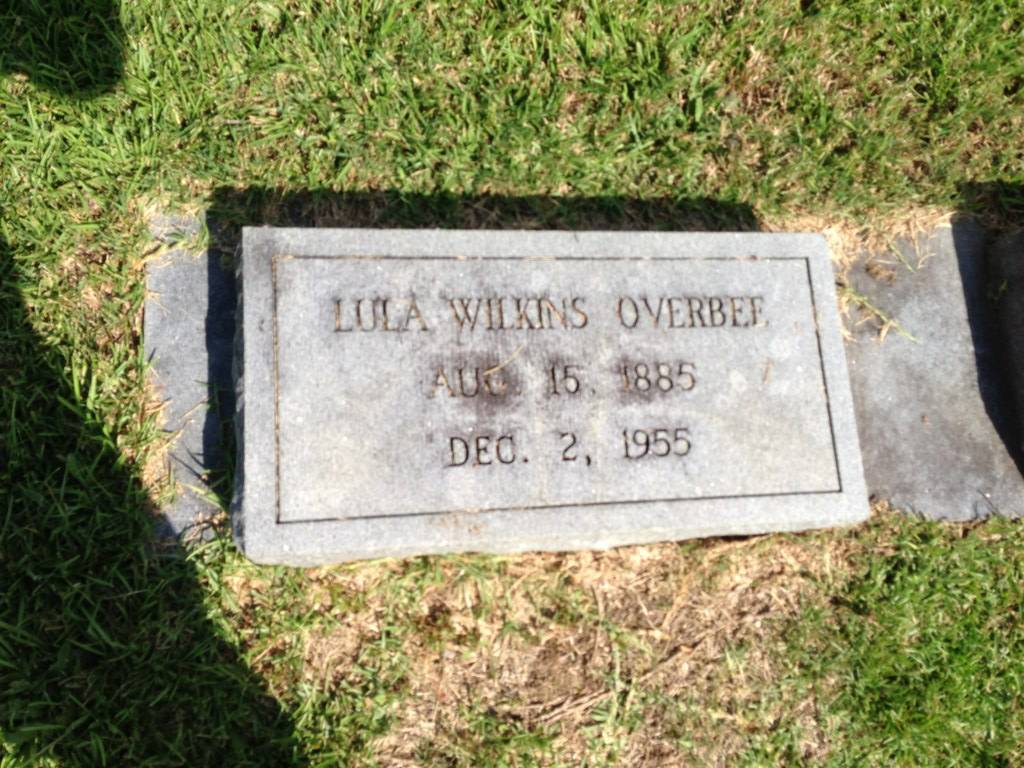 LULA WILKINS OVERBEE
AUG. 15, 1885
DEC. 2, 1955